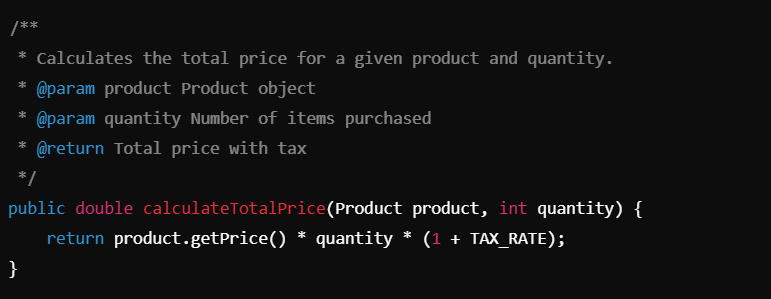 /**
 * Calculates the total price for a given product and quantity.
 * @param product Product object
 * @param quantity Number of items purchased
 * @return Total price with tax
 */
public double calculateTotalPrice(Product product, int quantity) {
    return product.getPrice() * quantity * (1 + TAX_RATE);
}